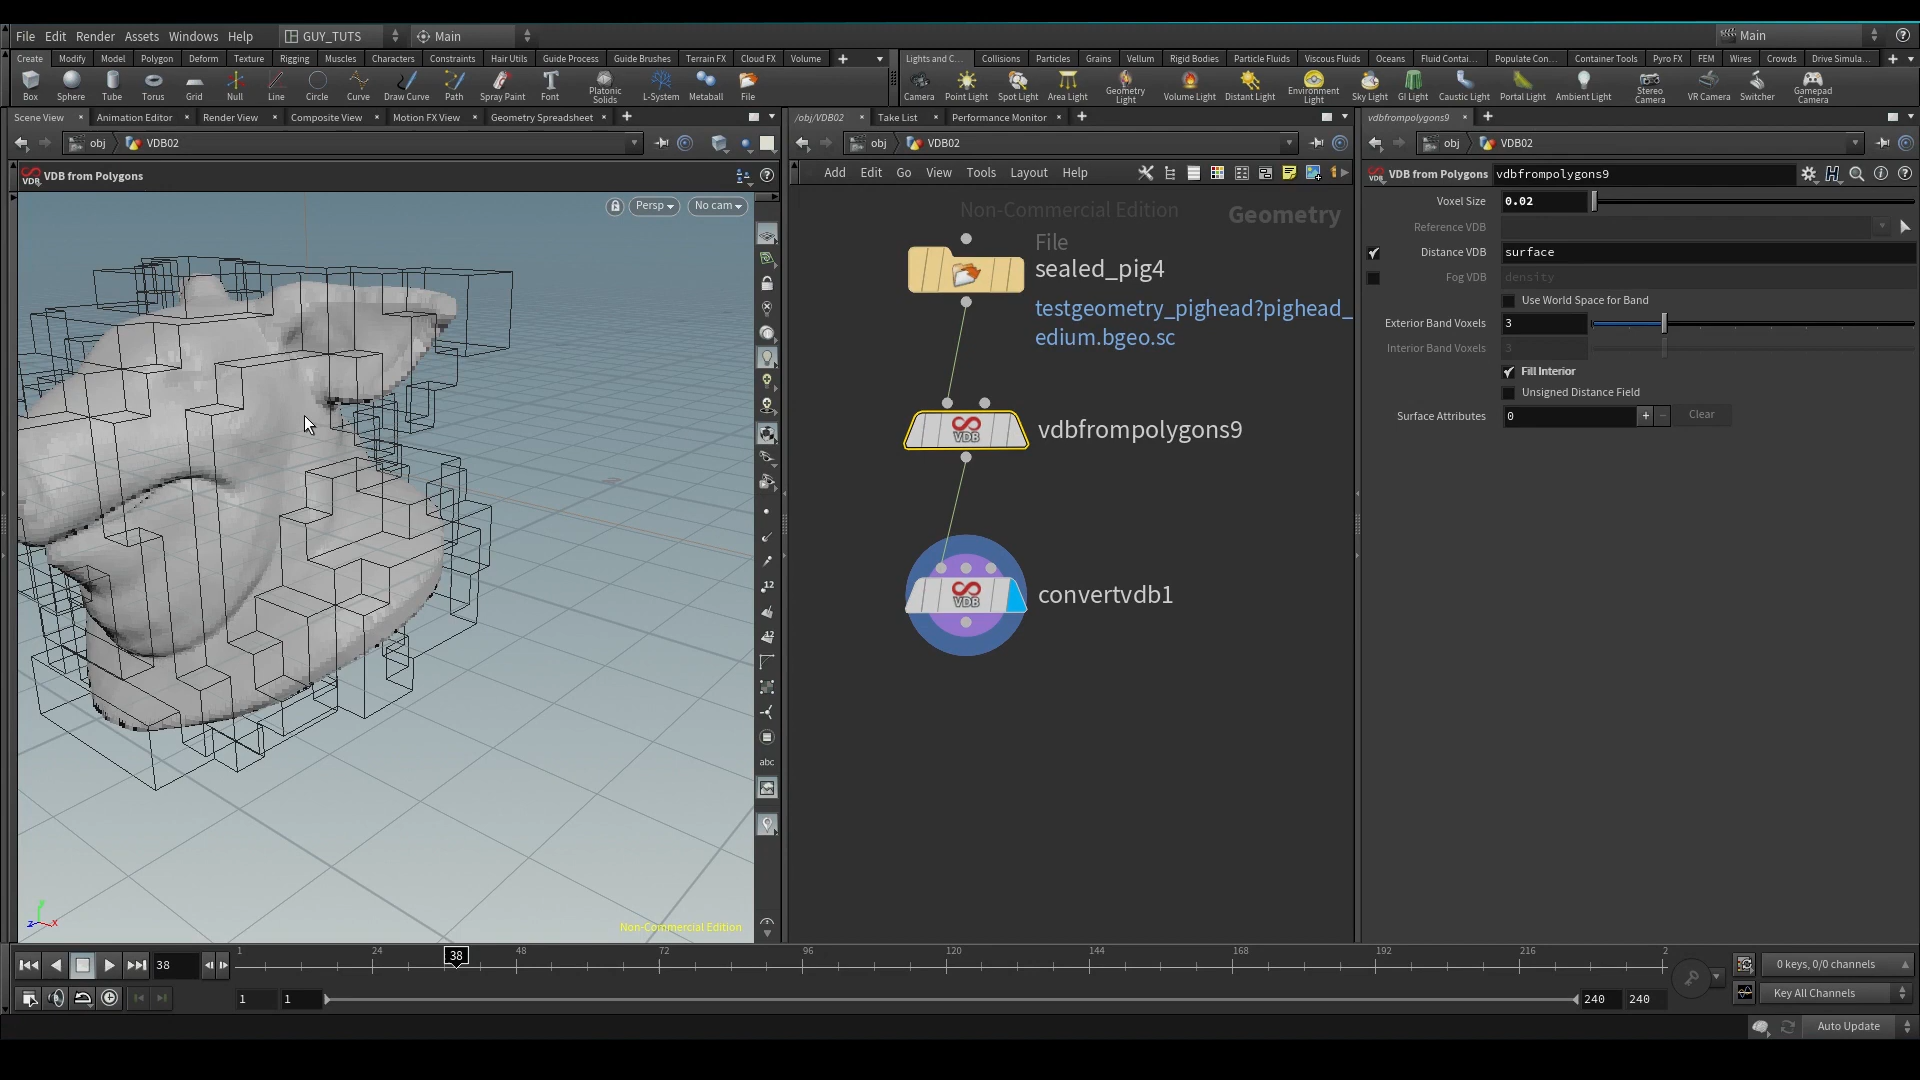 File Edit Render Assets Windows Help GUY_TUTS Main Main
Create Modify Model Polygon Deform Texture Rigging Muscles Characters Constraints Hair Utils Guide Process Guide Brushes Terrain FX Cloud FX Volume
Lights and C... Collisions Particles Grains Vellum Rigid Bodies Particle Fluids Viscous Fluids Oceans Fluid Contai... Populate Con... Container Tools Pyro FX FEM Wires Crowds Drive Simula...
Box Sphere Tube Torus Grid Null Line Circle Curve Draw Curve Path Spray Paint Font Platonic Solids L-System Metaball File
Camera Point Light Spot Light Area Light Geometry Light Volume Light Distant Light Environment Light Sky Light GI Light Caustic Light Portal Light Ambient Light Stereo Camera VR Camera Switcher Gamepad Camera
Scene View Animation Editor Render View Composite View Motion FX View Geometry Spreadsheet
obj VDB02
VDB from Polygons
Persp No cam
Non-Commercial Edition
/obj/VDB02 Take List Performance Monitor
obj VDB02
Add Edit Go View Tools Layout Help
Non-Commercial Edition Geometry
File
sealed_pig4
testgeometry_pighead?pighead_
edium.bgeo.sc
VDB
vdbfrompolygons9
VDB
convertvdb1
vdbfrompolygons9
obj VDB02
VDB from Polygons vdbfrompolygons9
Voxel Size 0.02
Reference VDB
Distance VDB surface
Fog VDB density
Use World Space for Band
Exterior Band Voxels 3
Interior Band Voxels 3
Fill Interior
Unsigned Distance Field
Surface Attributes 0 + - Clear
abc
12
12
y z x
38 1 24 38 48 72 96 120 144 168 192 216 2
0 keys, 0/0 channels
1 1 240 240
Key All Channels
Auto Update